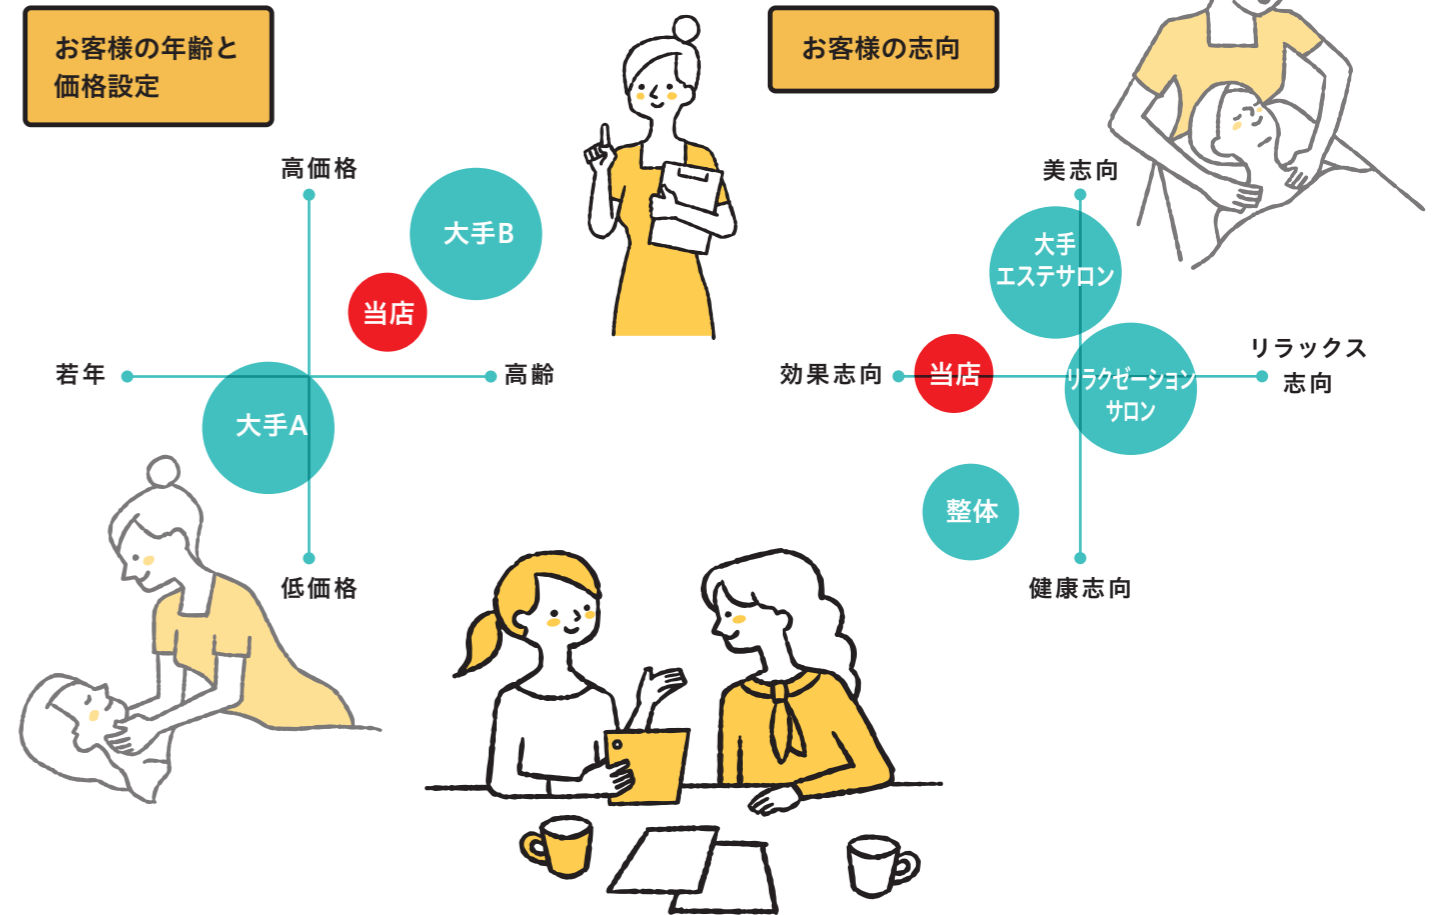 お客様の年齢と
価格設定
高価格
大手B
当店
若年
高齢
大手A
低価格
お客様の志向
美志向
大手
エステサロン
リラックス
志向
効果志向
当店
リラクゼーション
サロン
整体
健康志向